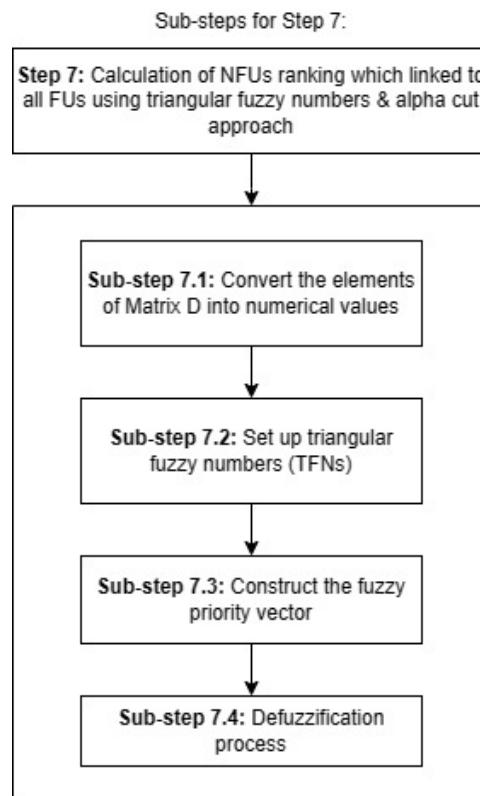 Sub-steps for Step 7:
Step 7: Calculation of NFUs ranking which linked to
all FUs using triangular fuzzy numbers & alpha cut
approach
Sub-step 7.1: Convert the elements
of Matrix D into numerical values
Sub-step 7.2: Set up triangular
fuzzy numbers (TFNs)
Sub-step 7.3: Construct the fuzzy
priority vector
Sub-step 7.4: Defuzzification
process